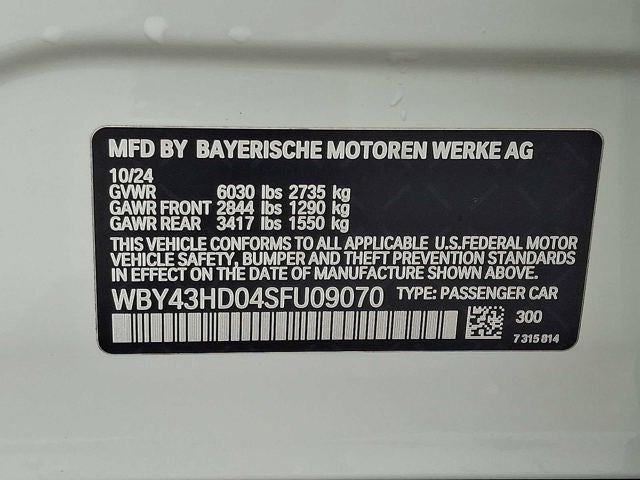 MFD BY BAYERISCHE MOTOREN WERKE AG
10/24
GVWR 6030 lbs 2735 kg
GAWR FRONT 2844 lbs 1290 kg
GAWR REAR 3417 lbs 1550 kg
THIS VEHICLE CONFORMS TO ALL APPLICABLE U.S.FEDERAL MOTOR
VEHICLE SAFETY, BUMPER AND THEFT PREVENTION STANDARDS
IN EFFECT ON THE DATE OF MANUFACTURE SHOWN ABOVE.
WBY43HD04SFU09070 TYPE: PASSENGER CAR
300
7 315 814